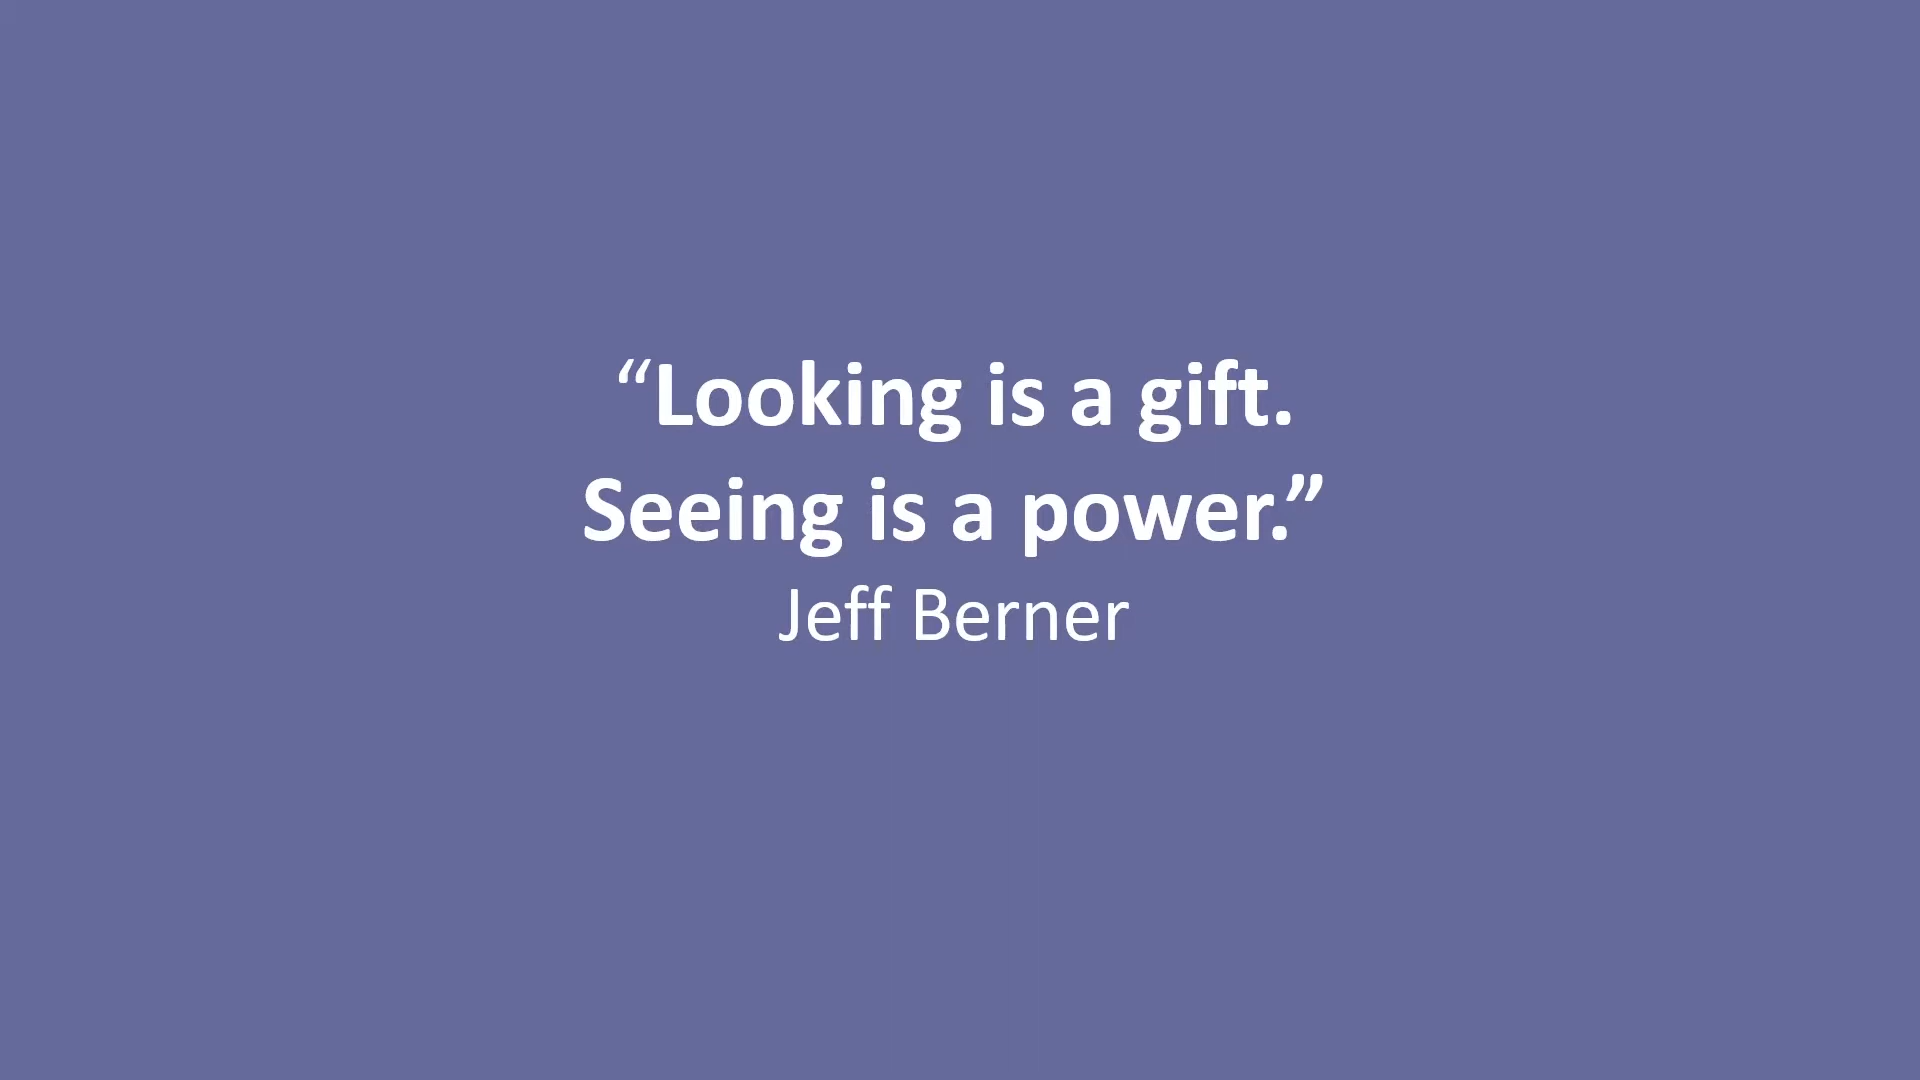 “Looking is a gift.
Seeing is a power.”
Jeff Berner